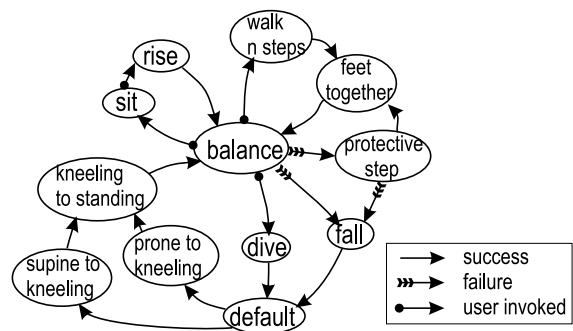 walk
n steps
rise
feet
together
sit
balance
protective
step
kneeling
to standing
fall
prone to
kneeling
dive
supine to
kneeling
default
success
failure
user invoked